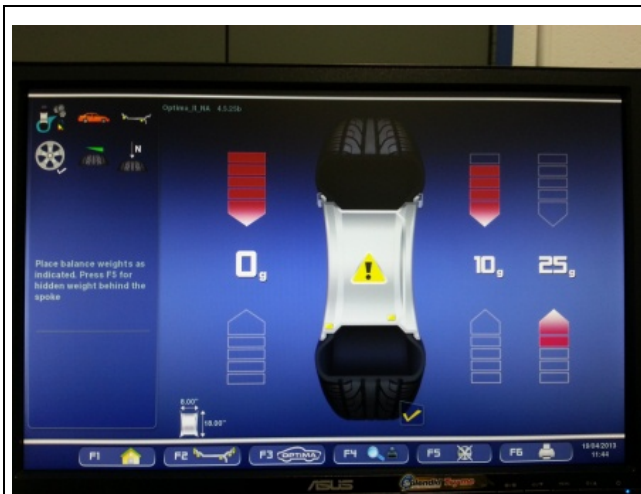 Optima_II_NA 4.5.25b
N
Place balance weights as
indicated. Press F5 for
hidden weight behind the
spoke
0g
10g 25g
8.00"
18.00"
F1
F2
F3 OPTIMA
F4
F5
F6
18/04/2013
11:44
ASUS